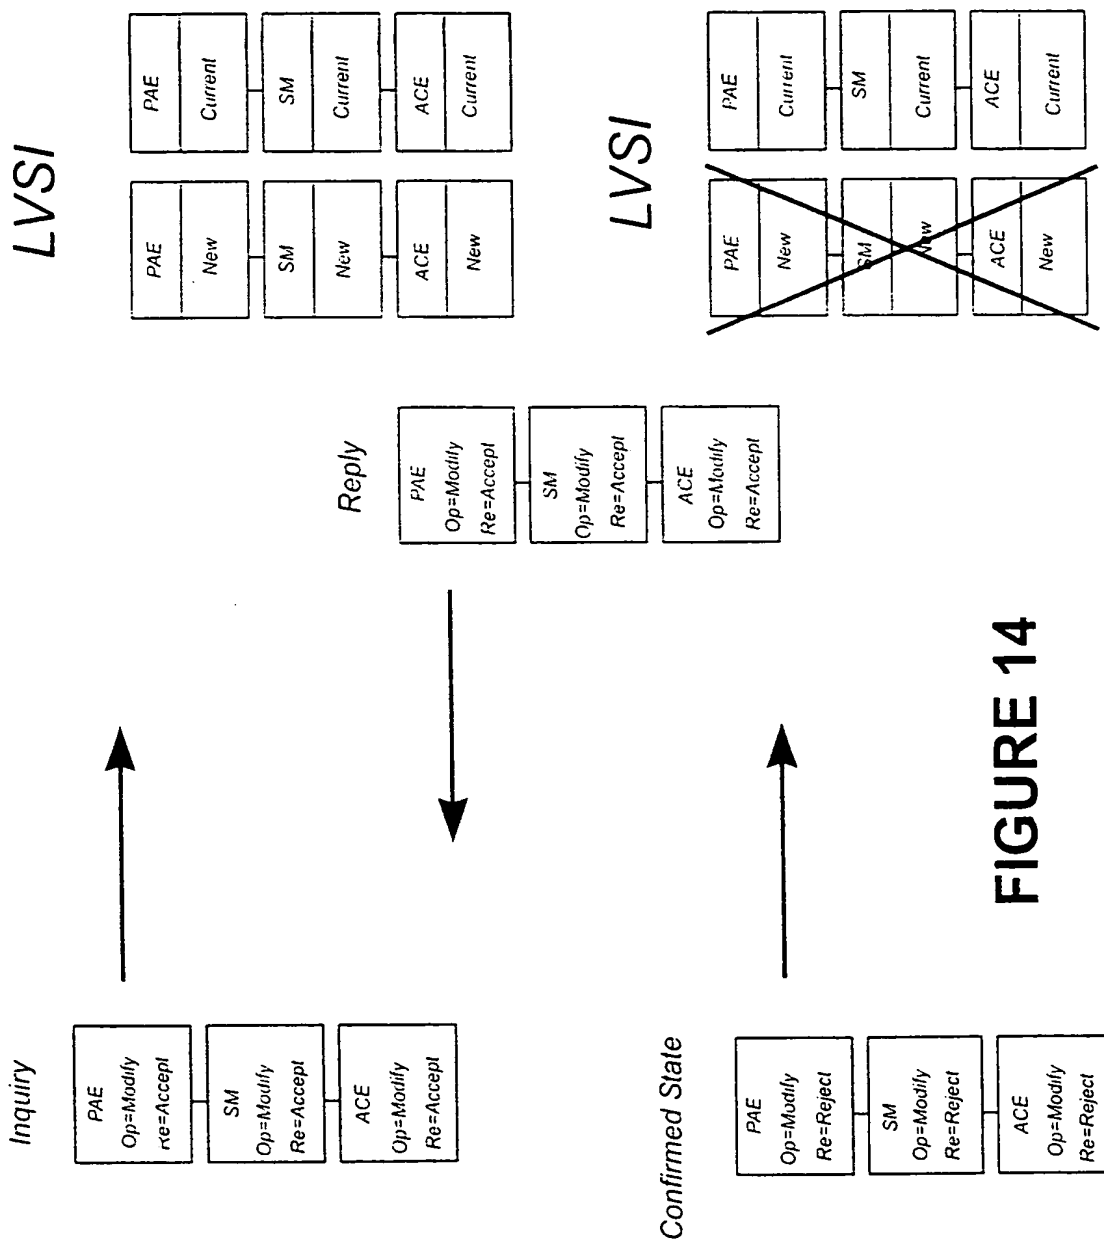 Inquiry
PAE
Op=Modify
Re=Accept
SM
Op=Modify
Re=Accept
ACE
Op=Modify
Re=Accept
Reply
PAE
Op=Modify
Re=Accept
SM
Op=Modify
Re=Accept
ACE
Op=Modify
Re=Accept
LVSI
PAE
New
SM
New
ACE
New
PAE
Current
SM
Current
ACE
Current
Confirmed State
PAE
Op=Modify
Re=Reject
SM
Op=Modify
Re=Reject
ACE
Op=Modify
Re=Reject
LVSI
PAE
New
SM
New
ACE
New
PAE
Current
SM
Current
ACE
Current
FIGURE 14